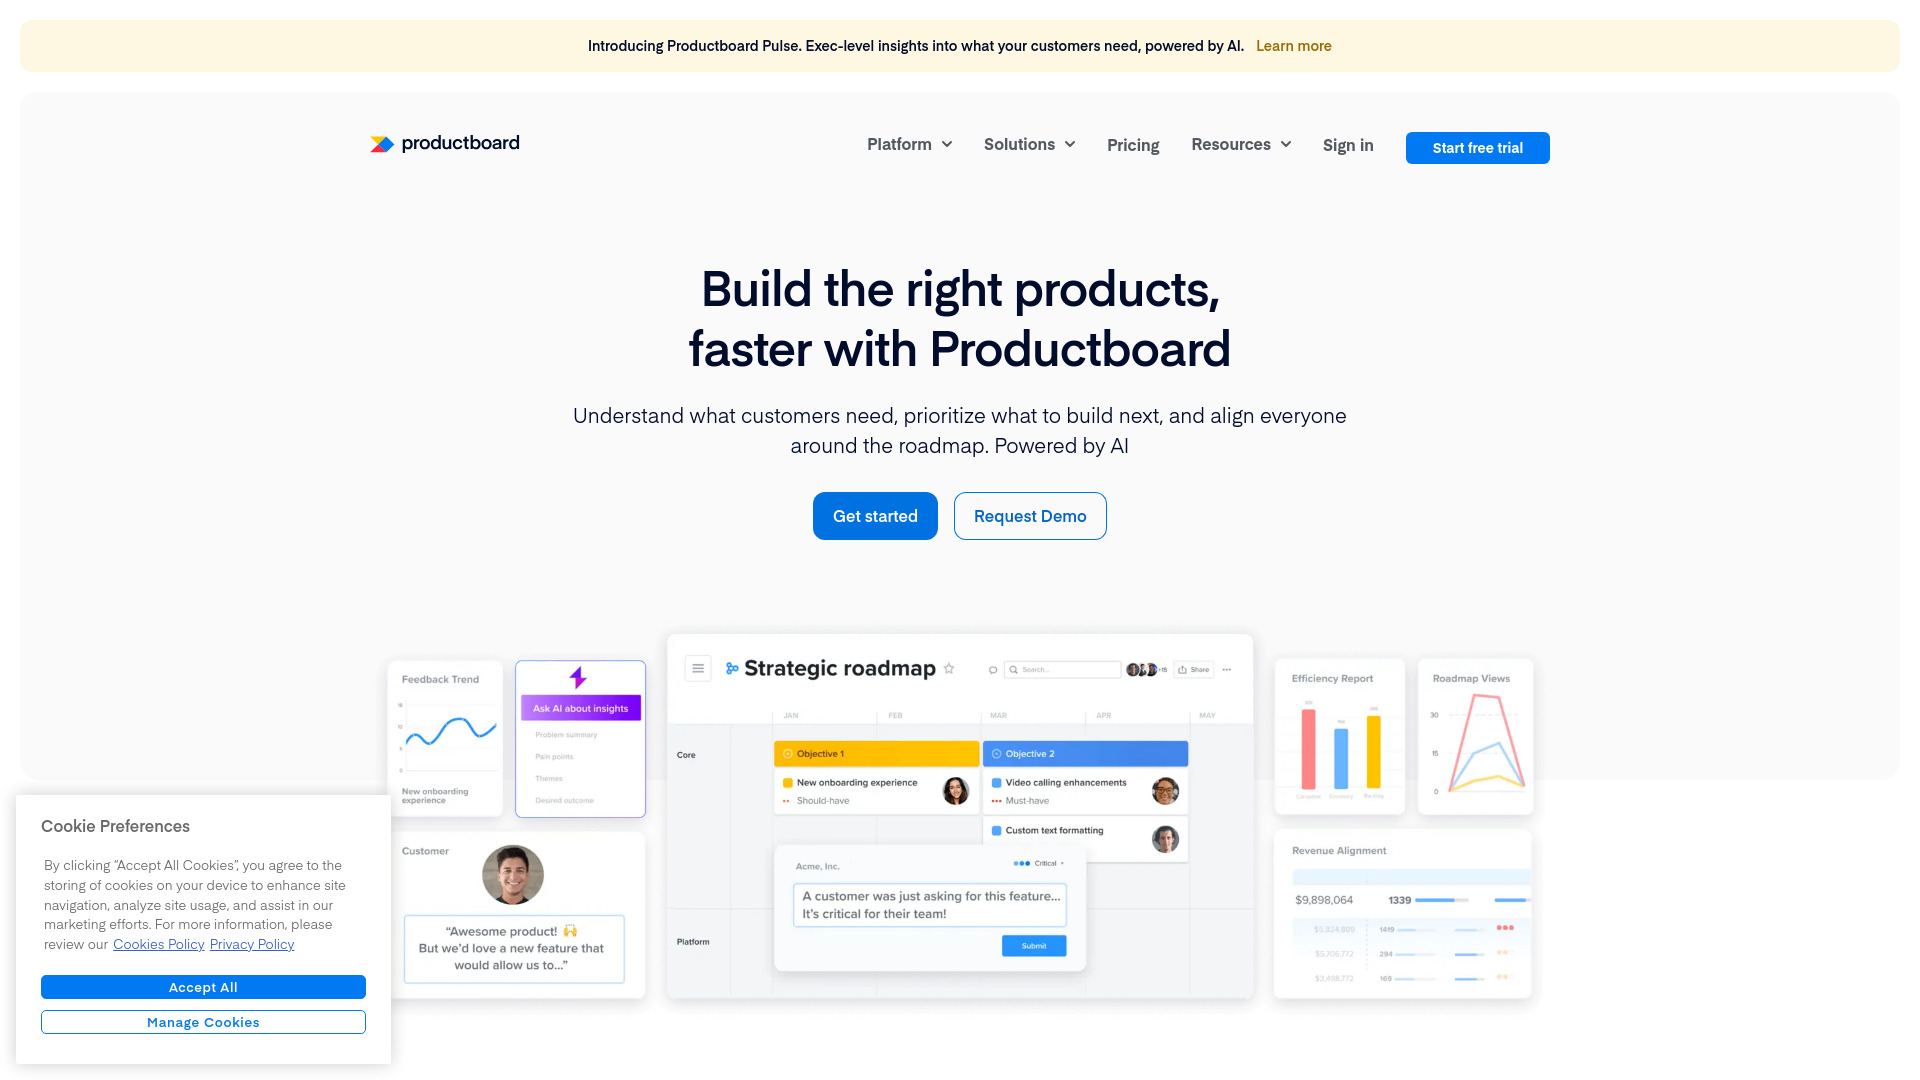 Introducing Productboard Pulse. Exec-level insights into what your customers need, powered by AI. Learn more
productboard
Platform
Solutions
Pricing
Resources
Sign in
Start free trial
Build the right products,
faster with Productboard
Understand what customers need, prioritize what to build next, and align everyone
around the roadmap. Powered by AI
Get started
Request Demo
Feedback Trend
New onboarding
experience
Ask AI about insights
Problem summary
Pain points
Themes
Desired outcome
Customer
“Awesome product! 🙌
But we’d love a new feature that
would allow us to...”
Strategic roadmap
Search...
+15
Share
JAN
FEB
MAR
APR
MAY
Core
Objective 1
Objective 2
New onboarding experience
Should-have
Video calling enhancements
Must-have
Custom text formatting
Acme, Inc.
Critical
A customer was just asking for this feature...
It’s critical for their team!
Submit
Platform
Efficiency Report
Roadmap Views
30
15
0
Revenue Alignment
$9,898,064
1339
$5,824,809
1419
$5,706,772
294
$3,498,772
169
Cookie Preferences
By clicking “Accept All Cookies”, you agree to the
storing of cookies on your device to enhance site
navigation, analyze site usage, and assist in our
marketing efforts. For more information, please
review our Cookies Policy Privacy Policy
Accept All
Manage Cookies